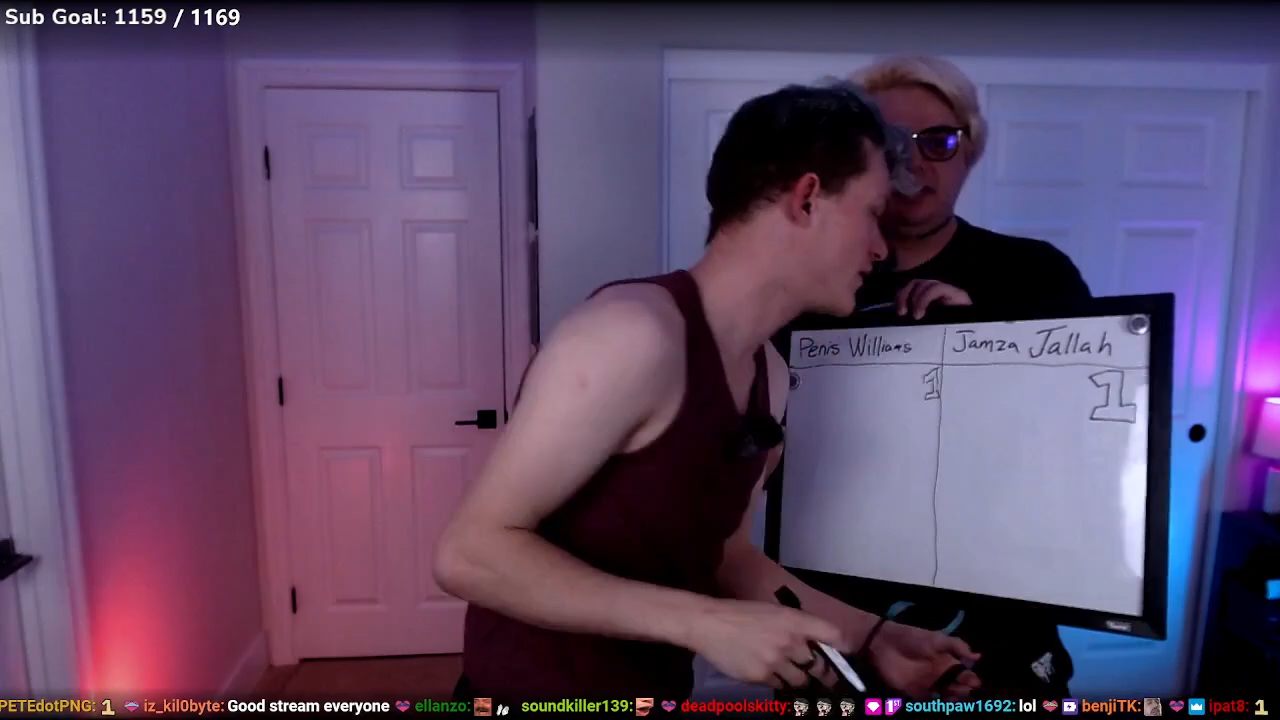 Sub Goal: 1159 / 1169
Penis Williams Jamza Jallah
1 1
PETEdotPNG: 1 iz_kil0byte: Good stream everyone ellanzo: soundkiller139: deadpoolskitty: southpaw1692: lol benjiTK: ipat8: 1